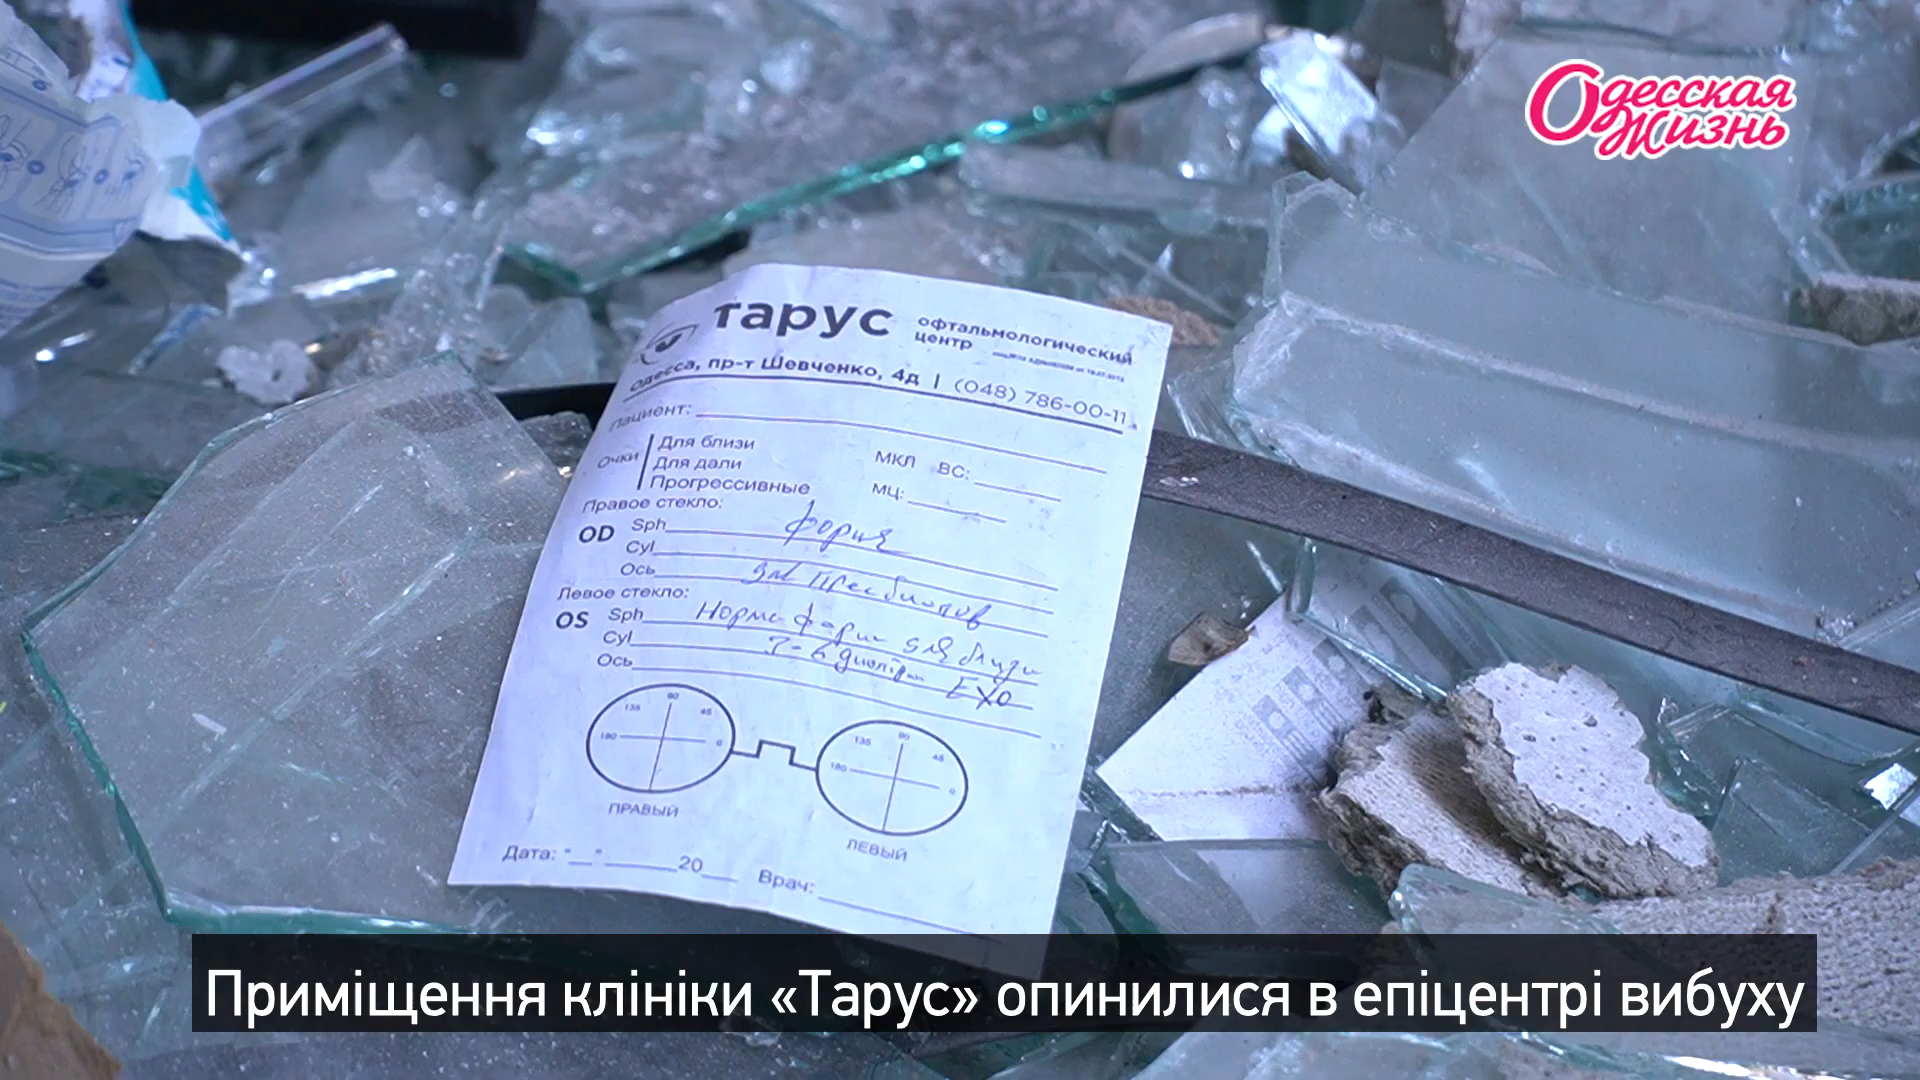 Одесская
Жизнь
тарус
офтальмологический
центр
Одесса, пр-т Шевченко, 4д | (048) 786-00-11
Пациент:
Очки
Для близи
Для дали
Прогрессивные
МКЛ ВС:
МЦ:
Правое стекло:
OD Sph
Cyl
Ось
Левое стекло:
OS Sph
Cyl
Ось
90
135 45
180 0
ПРАВЫЙ
90
135 45
180 0
ЛЕВЫЙ
Дата: "__" ______20___ Врач:
Приміщення клініки «Тарус» опинилися в епіцентрі вибуху